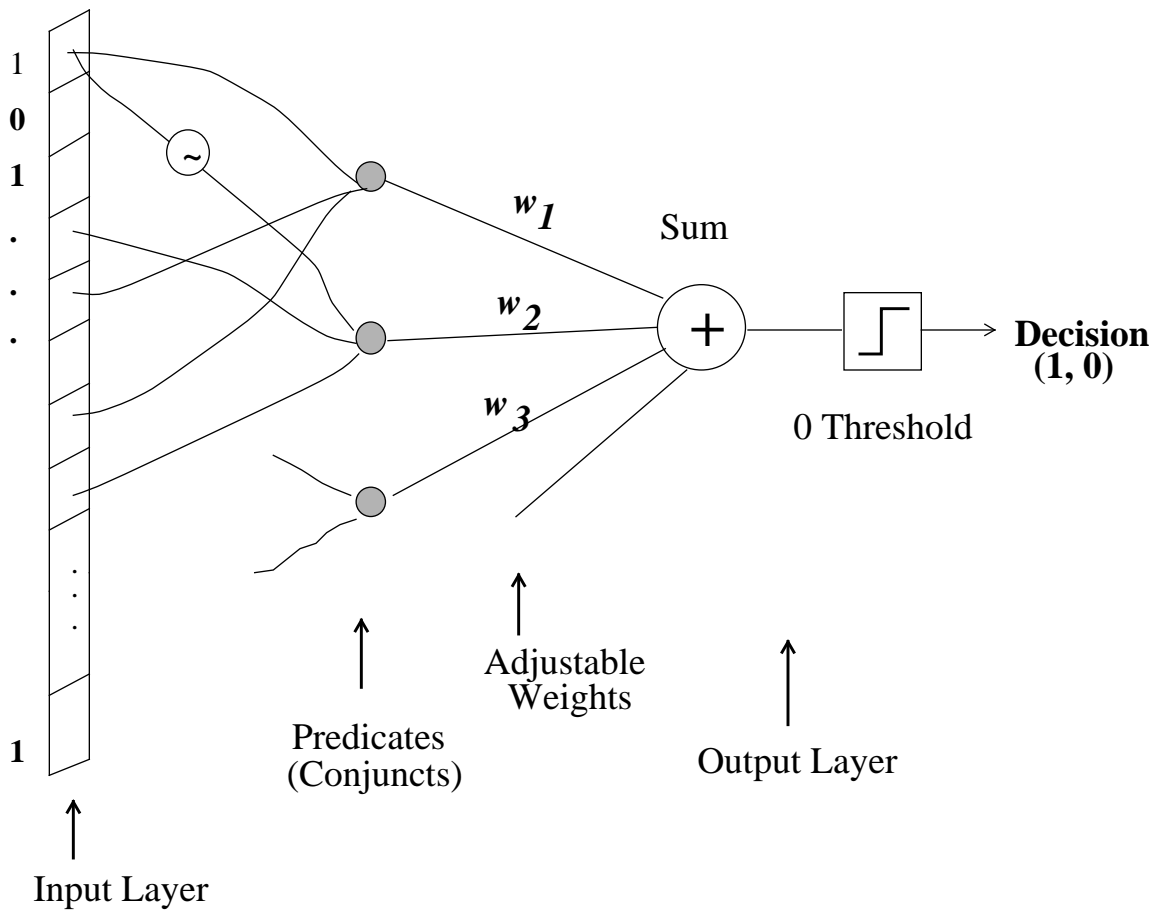 1
0
1
.
.
.
~
w1
Sum
w2
+
Decision
(1, 0)
w3
0 Threshold
.
.
.
1
Adjustable
Weights
Predicates
(Conjuncts)
Output Layer
Input Layer